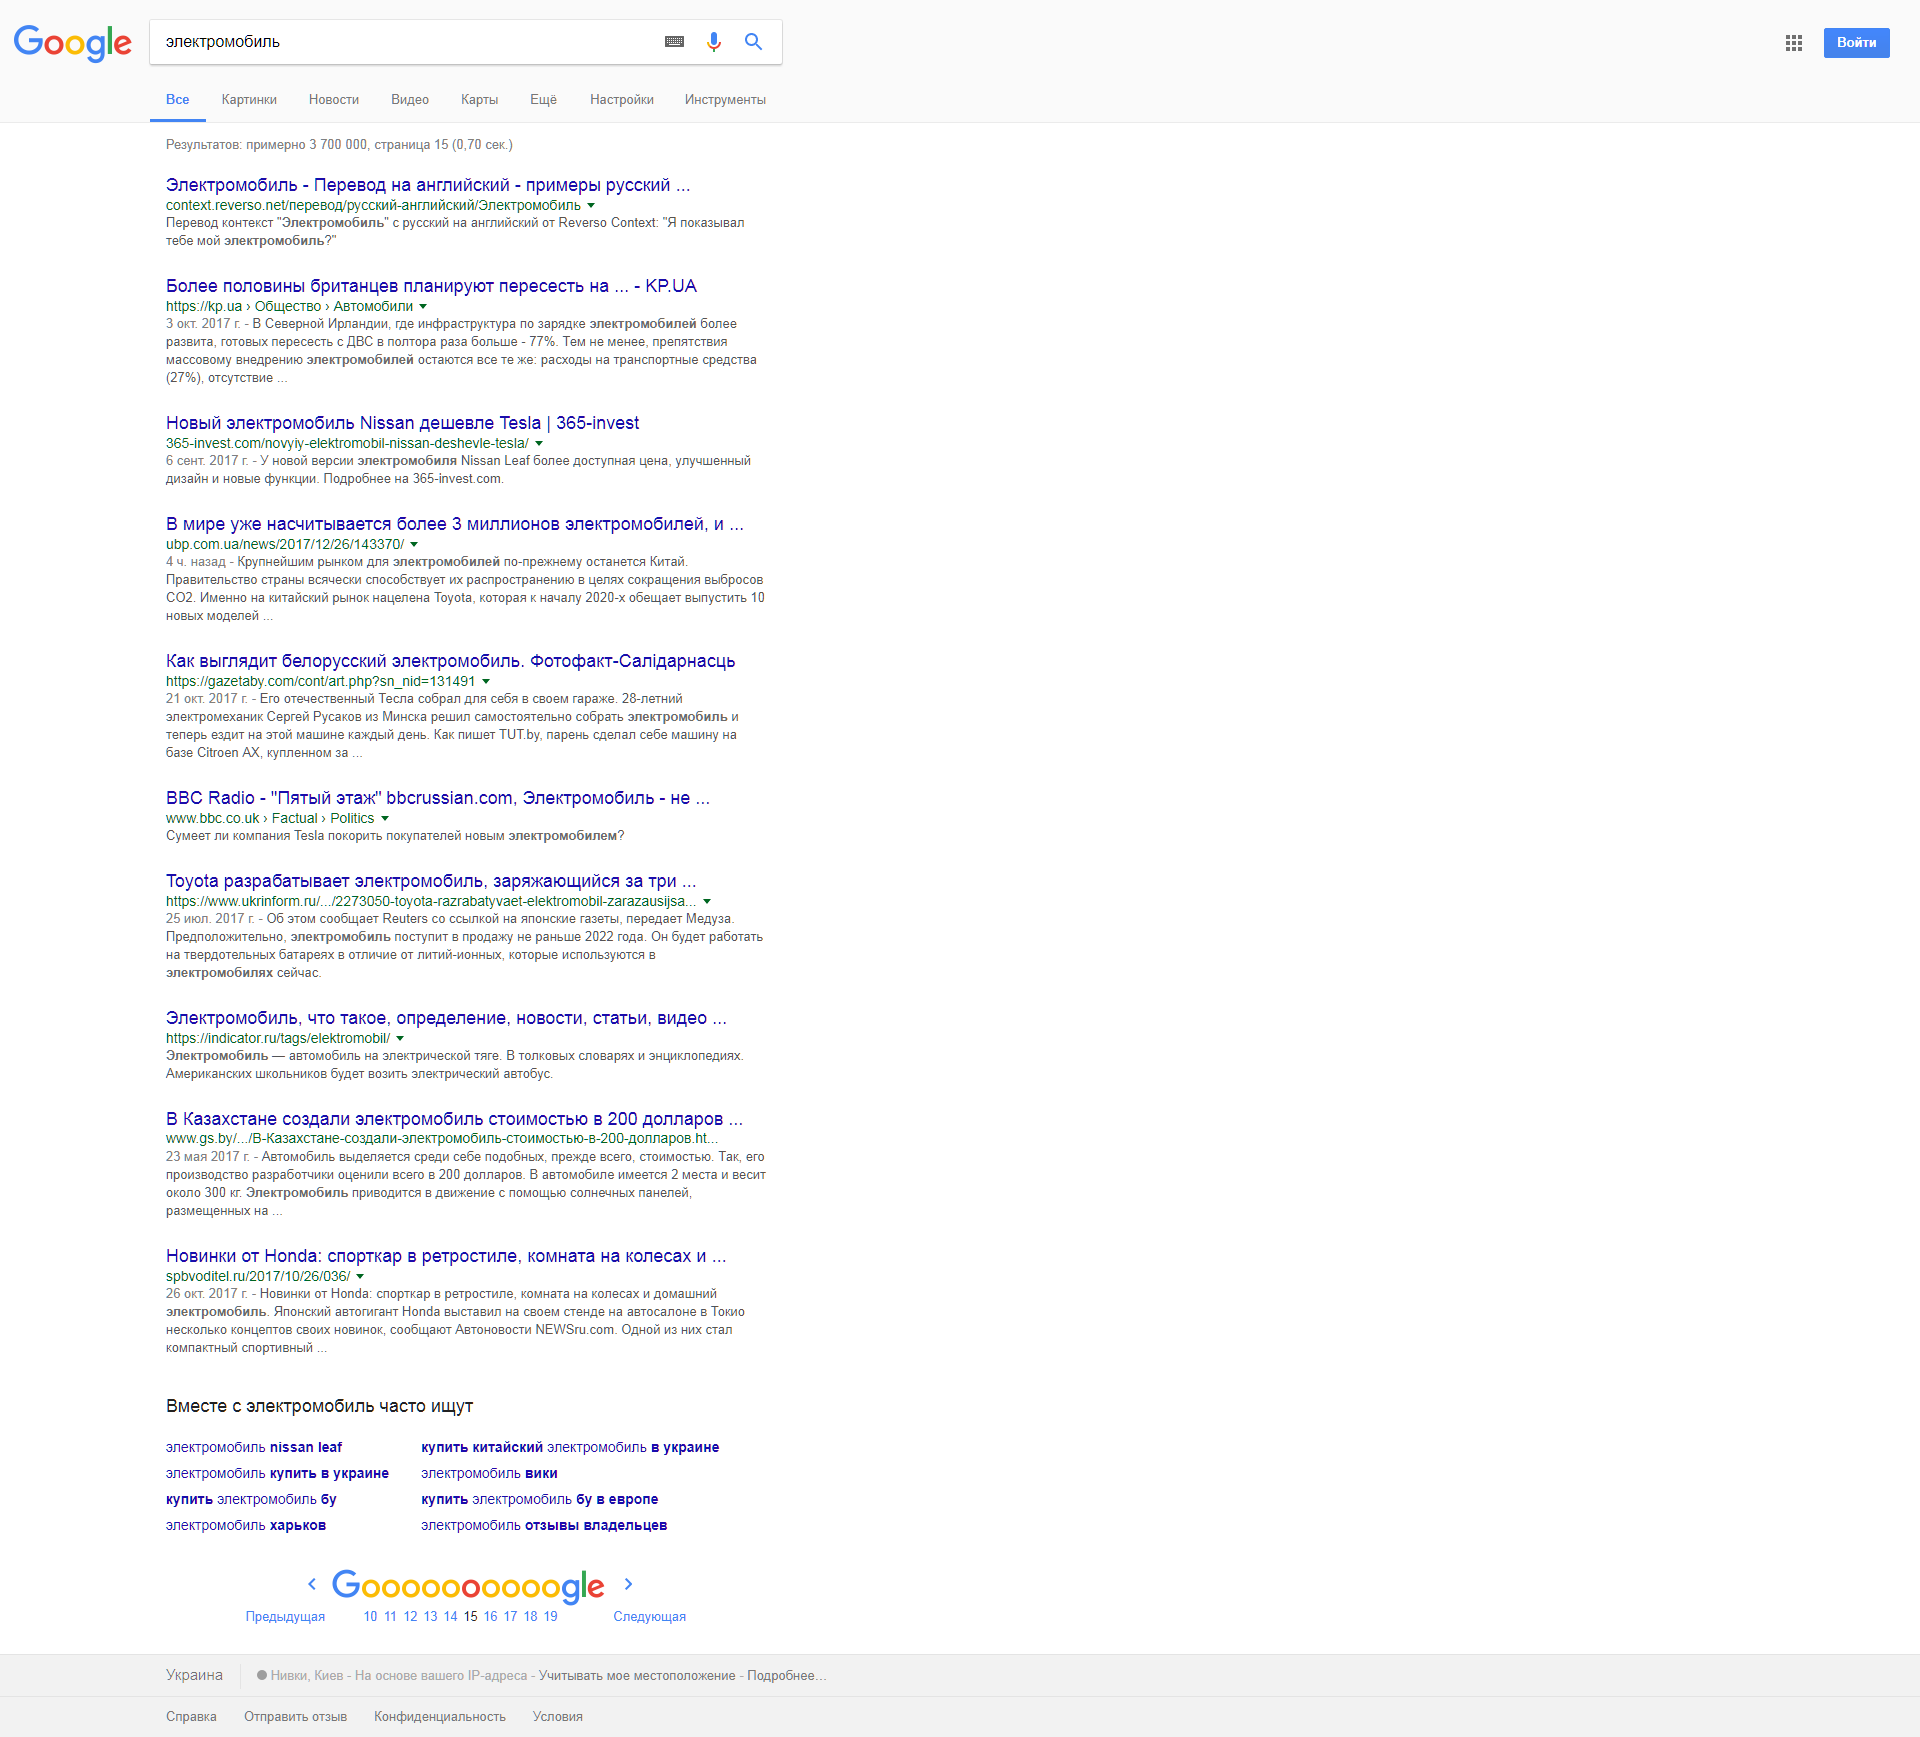 Google
электромобиль
Войти
Все Картинки Новости Видео Карты Ещё Настройки Инструменты
Результатов: примерно 3 700 000, страница 15 (0,70 сек.)
Электромобиль - Перевод на английский - примеры русский ...
context.reverso.net/перевод/русский-английский/Электромобиль
Перевод контекст "Электромобиль" c русский на английский от Reverso Context: "Я показывал
тебе мой электромобиль?"
Более половины британцев планируют пересесть на ... - KP.UA
https://kp.ua › Общество › Автомобили
3 окт. 2017 г. - В Северной Ирландии, где инфраструктура по зарядке электромобилей более
развита, готовых пересесть с ДВС в полтора раза больше - 77%. Тем не менее, препятствия
массовому внедрению электромобилей остаются все те же: расходы на транспортные средства
(27%), отсутствие ...
Новый электромобиль Nissan дешевле Tesla | 365-invest
365-invest.com/novyiy-elektromobil-nissan-deshevle-tesla/
6 сент. 2017 г. - У новой версии электромобиля Nissan Leaf более доступная цена, улучшенный
дизайн и новые функции. Подробнее на 365-invest.com.
В мире уже насчитывается более 3 миллионов электромобилей, и ...
ubp.com.ua/news/2017/12/26/143370/
4 ч. назад - Крупнейшим рынком для электромобилей по-прежнему останется Китай.
Правительство страны всячески способствует их распространению в целях сокращения выбросов
СО2. Именно на китайский рынок нацелена Toyota, которая к началу 2020-х обещает выпустить 10
новых моделей ...
Как выглядит белорусский электромобиль. Фотофакт-Салiдарнасць
https://gazetaby.com/cont/art.php?sn_nid=131491
21 окт. 2017 г. - Его отечественный Тесла собрал для себя в своем гараже. 28-летний
электромеханик Сергей Русаков из Минска решил самостоятельно собрать электромобиль и
теперь ездит на этой машине каждый день. Как пишет TUT.by, парень сделал себе машину на
базе Citroen AX, купленном за ...
BBC Radio - "Пятый этаж" bbcrussian.com, Электромобиль - не ...
www.bbc.co.uk › Factual › Politics
Сумеет ли компания Tesla покорить покупателей новым электромобилем?
Toyota разрабатывает электромобиль, заряжающийся за три ...
https://www.ukrinform.ru/.../2273050-toyota-razrabatyvaet-elektromobil-zarazausijsa...
25 июл. 2017 г. - Об этом сообщает Reuters со ссылкой на японские газеты, передает Медуза.
Предположительно, электромобиль поступит в продажу не раньше 2022 года. Он будет работать
на твердотельных батареях в отличие от литий-ионных, которые используются в
электромобилях сейчас.
Электромобиль, что такое, определение, новости, статьи, видео ...
https://indicator.ru/tags/elektromobil/
Электромобиль — автомобиль на электрической тяге. В толковых словарях и энциклопедиях.
Американских школьников будет возить электрический автобус.
В Казахстане создали электромобиль стоимостью в 200 долларов ...
www.gs.by/.../В-Казахстане-создали-электромобиль-стоимостью-в-200-долларов.ht...
23 мая 2017 г. - Автомобиль выделяется среди себе подобных, прежде всего, стоимостью. Так, его
производство разработчики оценили всего в 200 долларов. В автомобиле имеется 2 места и весит
около 300 кг. Электромобиль приводится в движение с помощью солнечных панелей,
размещенных на ...
Новинки от Honda: спорткар в ретростиле, комната на колесах и ...
spbvoditel.ru/2017/10/26/036/
26 окт. 2017 г. - Новинки от Honda: спорткар в ретростиле, комната на колесах и домашний
электромобиль. Японский автогигант Honda выставил на своем стенде на автосалоне в Токио
несколько концептов своих новинок, сообщают Автоновости NEWSru.com. Одной из них стал
компактный спортивный ...
Вместе с электромобиль часто ищут
электромобиль nissan leaf купить китайский электромобиль в украине
электромобиль купить в украине электромобиль вики
купить электромобиль бу купить электромобиль бу в европе
электромобиль харьков электромобиль отзывы владельцев
Goooooooooogle
Предыдущая 10 11 12 13 14 15 16 17 18 19 Следующая
Украина Нивки, Киев - На основе вашего IP-адреса - Учитывать мое местоположение - Подробнее…
Справка Отправить отзыв Конфиденциальность Условия